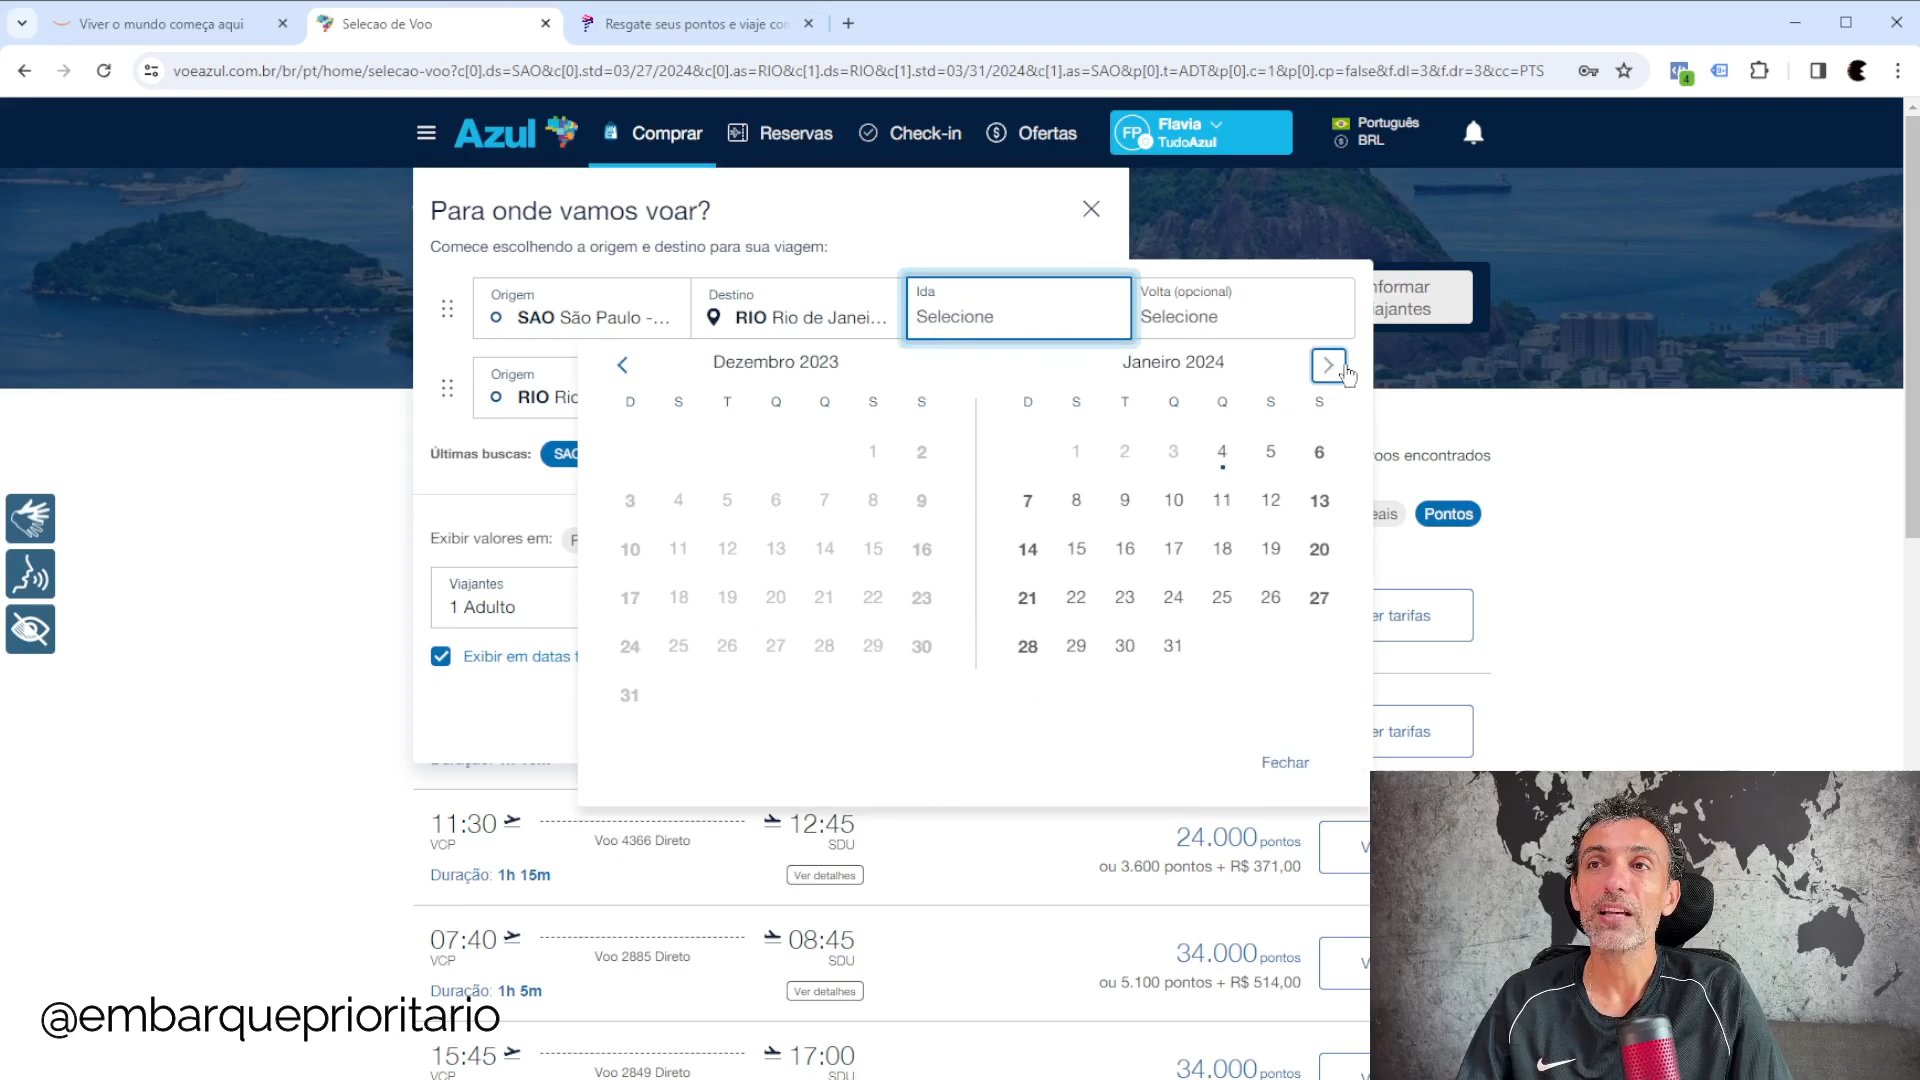 Viver o mundo começa aqui
Selecao de Voo
Resgate seus pontos e viaje con
voeazul.com.br/br/pt/home/selecao-voo?c[0].ds=SAO&c[0].std=03/27/2024&c[0].as=RIO&c[1].ds=RIO&c[1].std=03/31/2024&c[1].as=SAO&p[0].t=ADT&p[0].c=1&p[0].cp=false&f.dl=3&f.dr=3&cc=PTS
4
Azul
Comprar
Reservas
Check-in
Ofertas
FP
Flavia
TudoAzul
Português
BRL
Para onde vamos voar?
Comece escolhendo a origem e destino para sua viagem:
Origem
SAO São Paulo -...
Destino
RIO Rio de Janei...
Ida
Selecione
Volta (opcional)
Selecione
nformar
iajantes
Origem
RIO Ric
Últimas buscas:
SAO
Dezembro 2023
Janeiro 2024
D S T Q Q S S
D S T Q Q S S
1 2
1 2 3 4 5 6
3 4 5 6 7 8 9
7 8 9 10 11 12 13
10 11 12 13 14 15 16
14 15 16 17 18 19 20
17 18 19 20 21 22 23
21 22 23 24 25 26 27
24 25 26 27 28 29 30
28 29 30 31
31
Fechar
oos encontrados
eais
Pontos
Exibir valores em:
Viajantes
1 Adulto
Exibir em datas f
er tarifas
er tarifas
11:30
VCP
Voo 4366 Direto
12:45
SDU
Duração: 1h 15m
Ver detalhes
24.000 pontos
ou 3.600 pontos + R$ 371,00
V
07:40
VCP
Voo 2885 Direto
08:45
SDU
Duração: 1h 5m
Ver detalhes
34.000 pontos
ou 5.100 pontos + R$ 514,00
V
@embarqueprioritario
15:45
VCP
Voo 2849 Direto
17:00
SDU
34.000 pontos